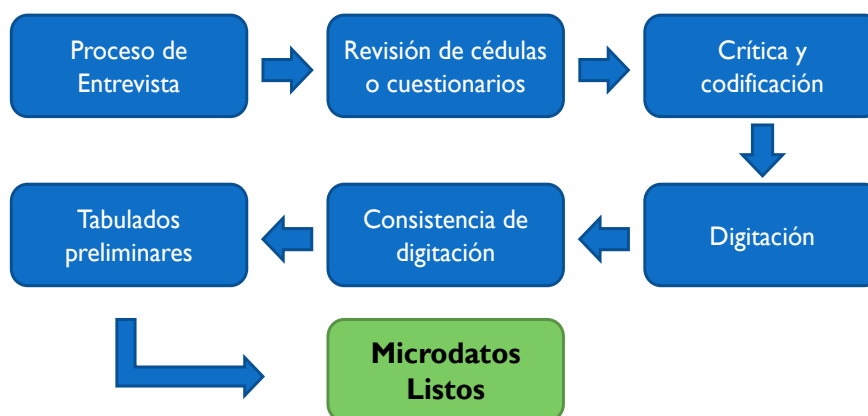 Proceso de
Entrevista
Revisión de cédulas
o cuestionarios
Crítica y
codificación
Digitación
Consistencia de
digitación
Tabulados
preliminares
Microdatos
Listos